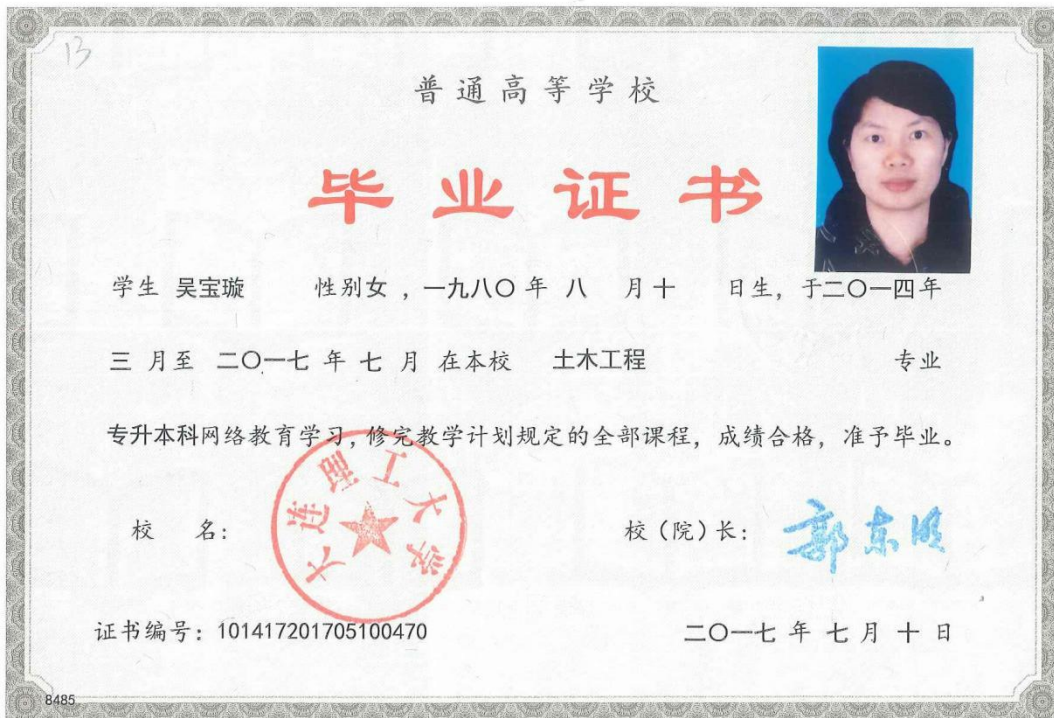 13
普通高等学校
毕业证书
学生 吴宝璇 性别女，一九八〇年 八 月十 日生，于二〇一四年
三 月至 二〇一七 年 七 月 在本校 土木工程 专业
专升本科网络教育学习，修完教学计划规定的全部课程，成绩合格，准予毕业。
校 名：
大连理工大学
校（院）长：
郭东明
证书编号：101417201705100470
二〇一七 年 七 月 十 日
8485